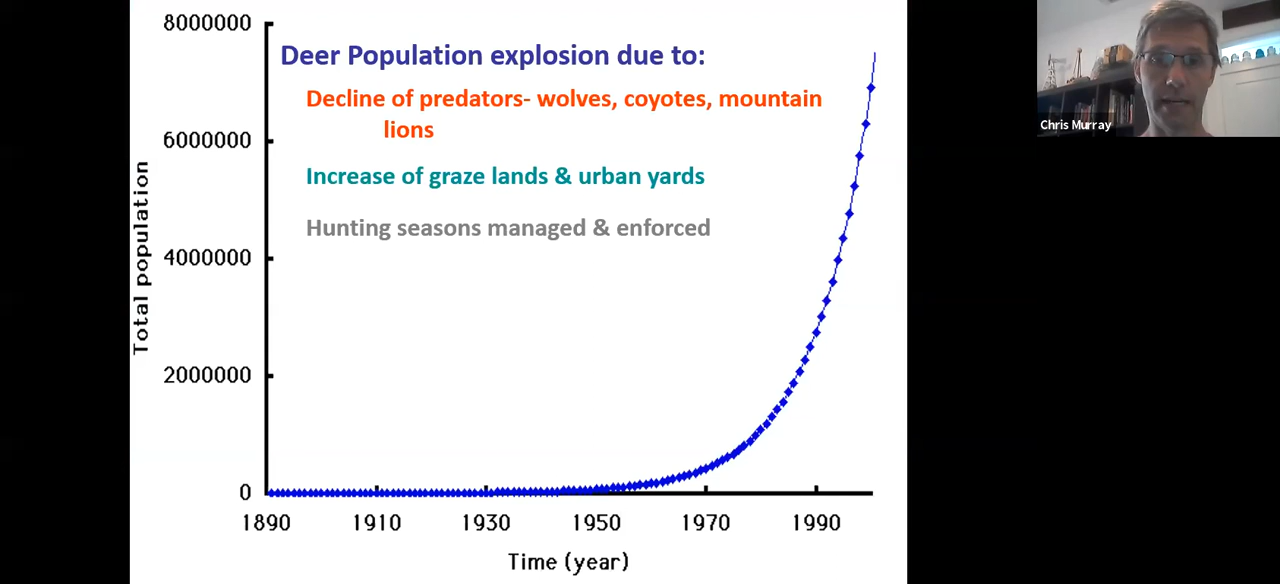 Deer Population explosion due to:
Decline of predators- wolves, coyotes, mountain
lions
Increase of graze lands & urban yards
Hunting seasons managed & enforced
Total population
8000000
6000000
4000000
2000000
0
1890
1910
1930
1950
1970
1990
Time (year)
Chris Murray